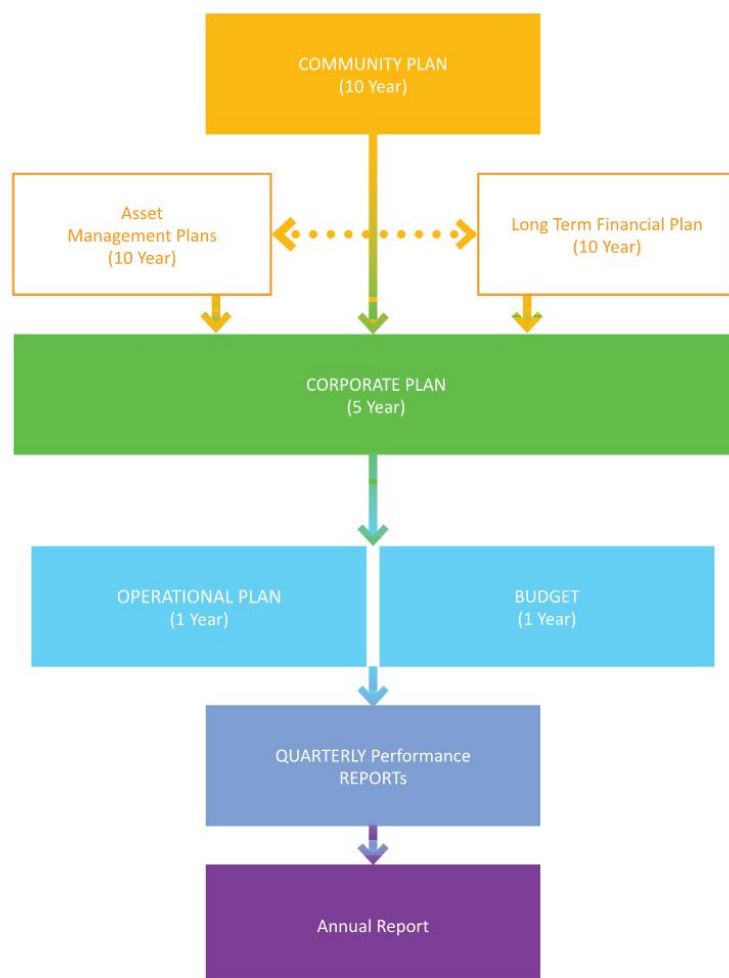 COMMUNITY PLAN
(10 Year)
Asset
Management Plans
(10 Year)
Long Term Financial Plan
(10 Year)
CORPORATE PLAN
(5 Year)
OPERATIONAL PLAN
(1 Year)
BUDGET
(1 Year)
QUARTERLY Performance
REPORTs
Annual Report